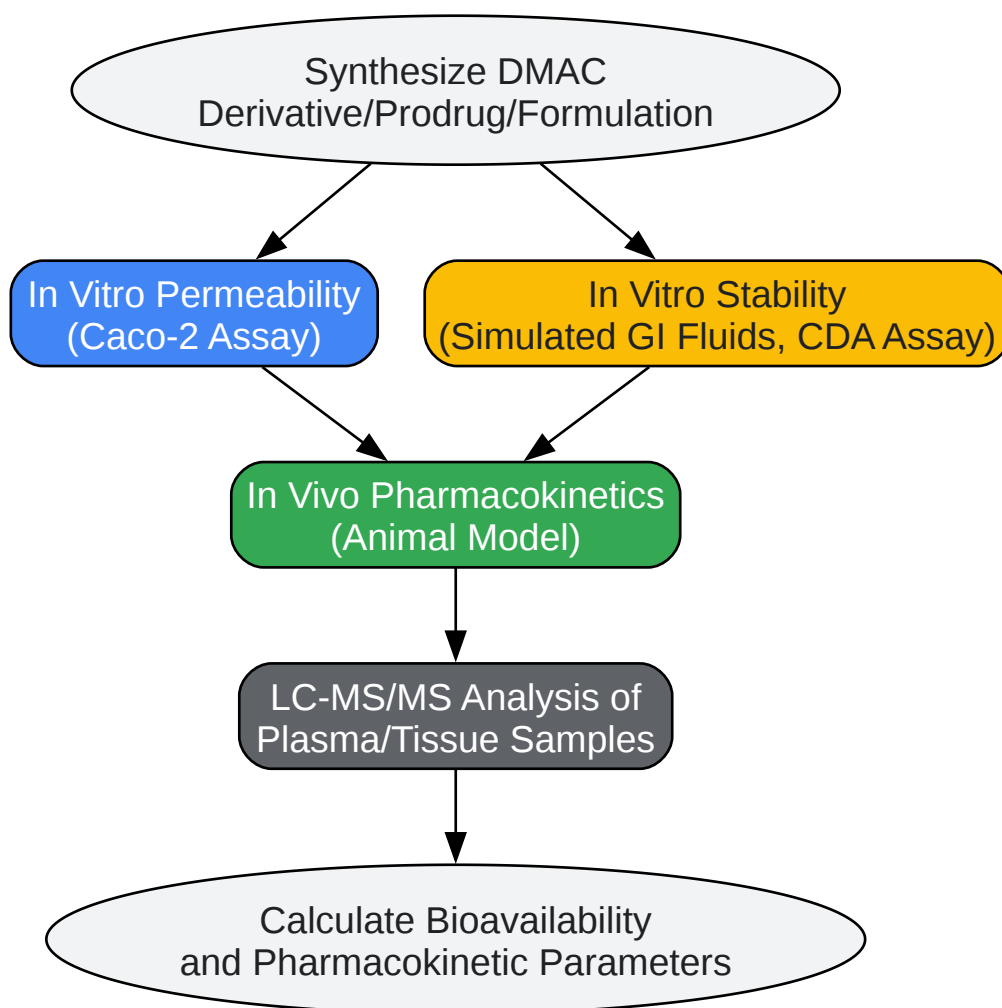 Synthesize DMAC
Derivative/Prodrug/Formulation
In Vitro Permeability
(Caco-2 Assay)
In Vitro Stability
(Simulated GI Fluids, CDA Assay)
In Vivo Pharmacokinetics
(Animal Model)
LC-MS/MS Analysis of
Plasma/Tissue Samples
Calculate Bioavailability
and Pharmacokinetic Parameters